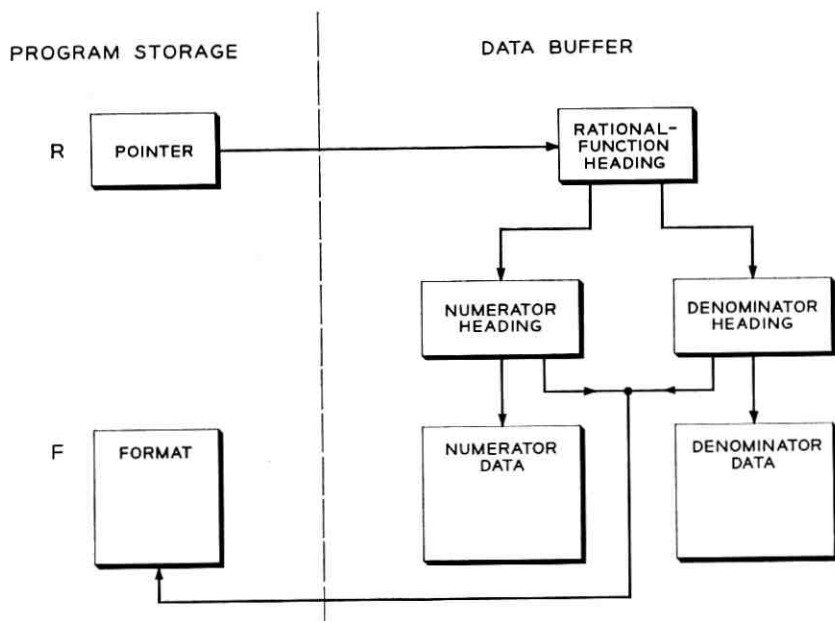 PROGRAM STORAGE
DATA BUFFER
R
POINTER
RATIONAL-
FUNCTION
HEADING
NUMERATOR
HEADING
DENOMINATOR
HEADING
F
FORMAT
NUMERATOR
DATA
DENOMINATOR
DATA